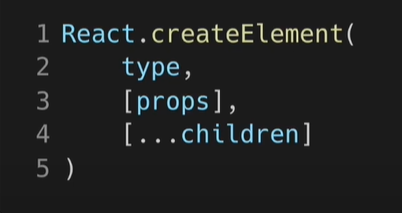 1 React.createElement(
2     type,
3     [props],
4     [...children]
5 )